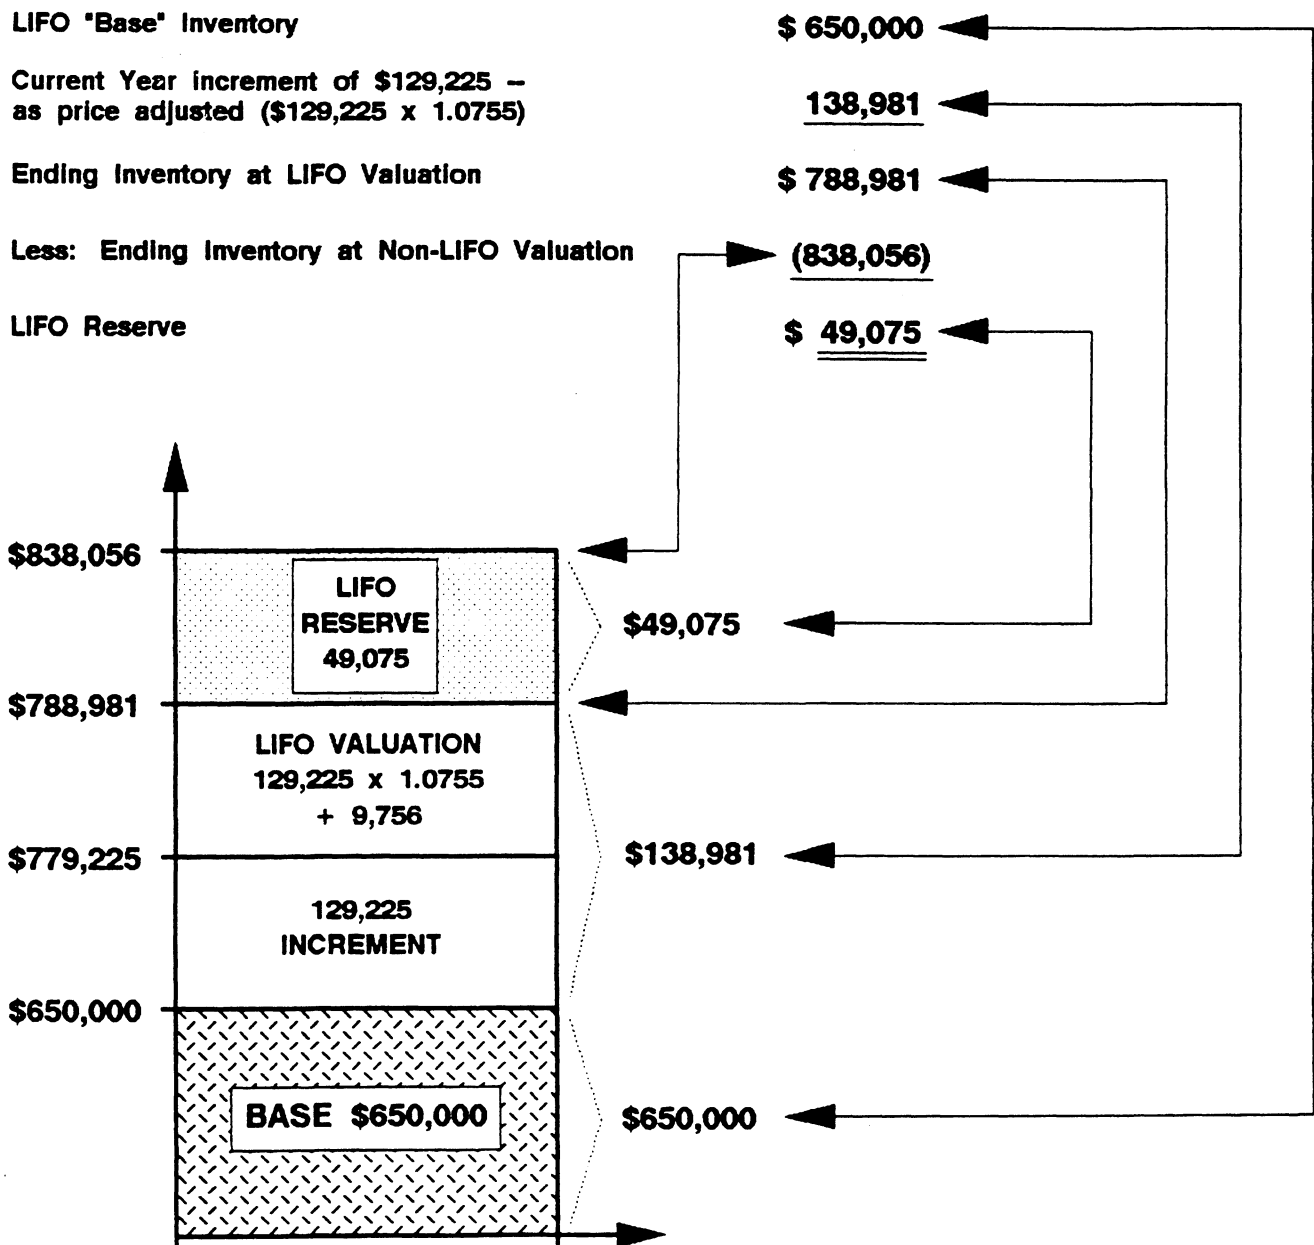 LIFO "Base" Inventory $ 650,000
Current Year increment of $129,225 –
as price adjusted ($129,225 x 1.0755) 138,981
Ending Inventory at LIFO Valuation $ 788,981
Less: Ending Inventory at Non-LIFO Valuation (838,056)
LIFO Reserve $ 49,075
$838,056
LIFO
RESERVE
49,075
$49,075
$788,981
LIFO VALUATION
129,225 x 1.0755
+ 9,756
$779,225
$138,981
129,225
INCREMENT
$650,000
BASE $650,000
$650,000